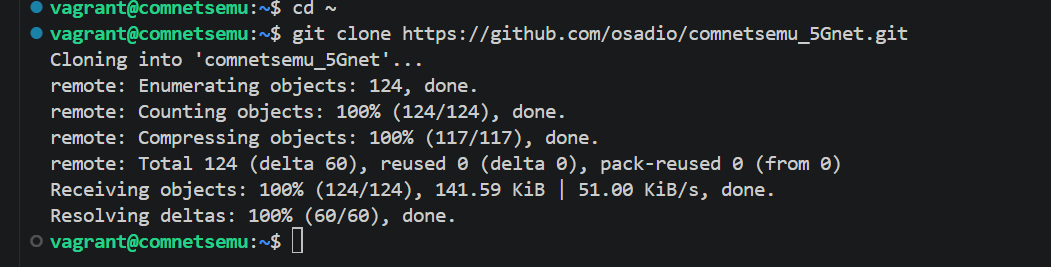 vagrant@comnetsemu:~$ cd ~
vagrant@comnetsemu:~$ git clone https://github.com/osadio/comnetsemu_5Gnet.git
Cloning into 'comnetsemu_5Gnet'...
remote: Enumerating objects: 124, done.
remote: Counting objects: 100% (124/124), done.
remote: Compressing objects: 100% (117/117), done.
remote: Total 124 (delta 60), reused 0 (delta 0), pack-reused 0 (from 0)
Receiving objects: 100% (124/124), 141.59 KiB | 51.00 KiB/s, done.
Resolving deltas: 100% (60/60), done.
vagrant@comnetsemu:~$